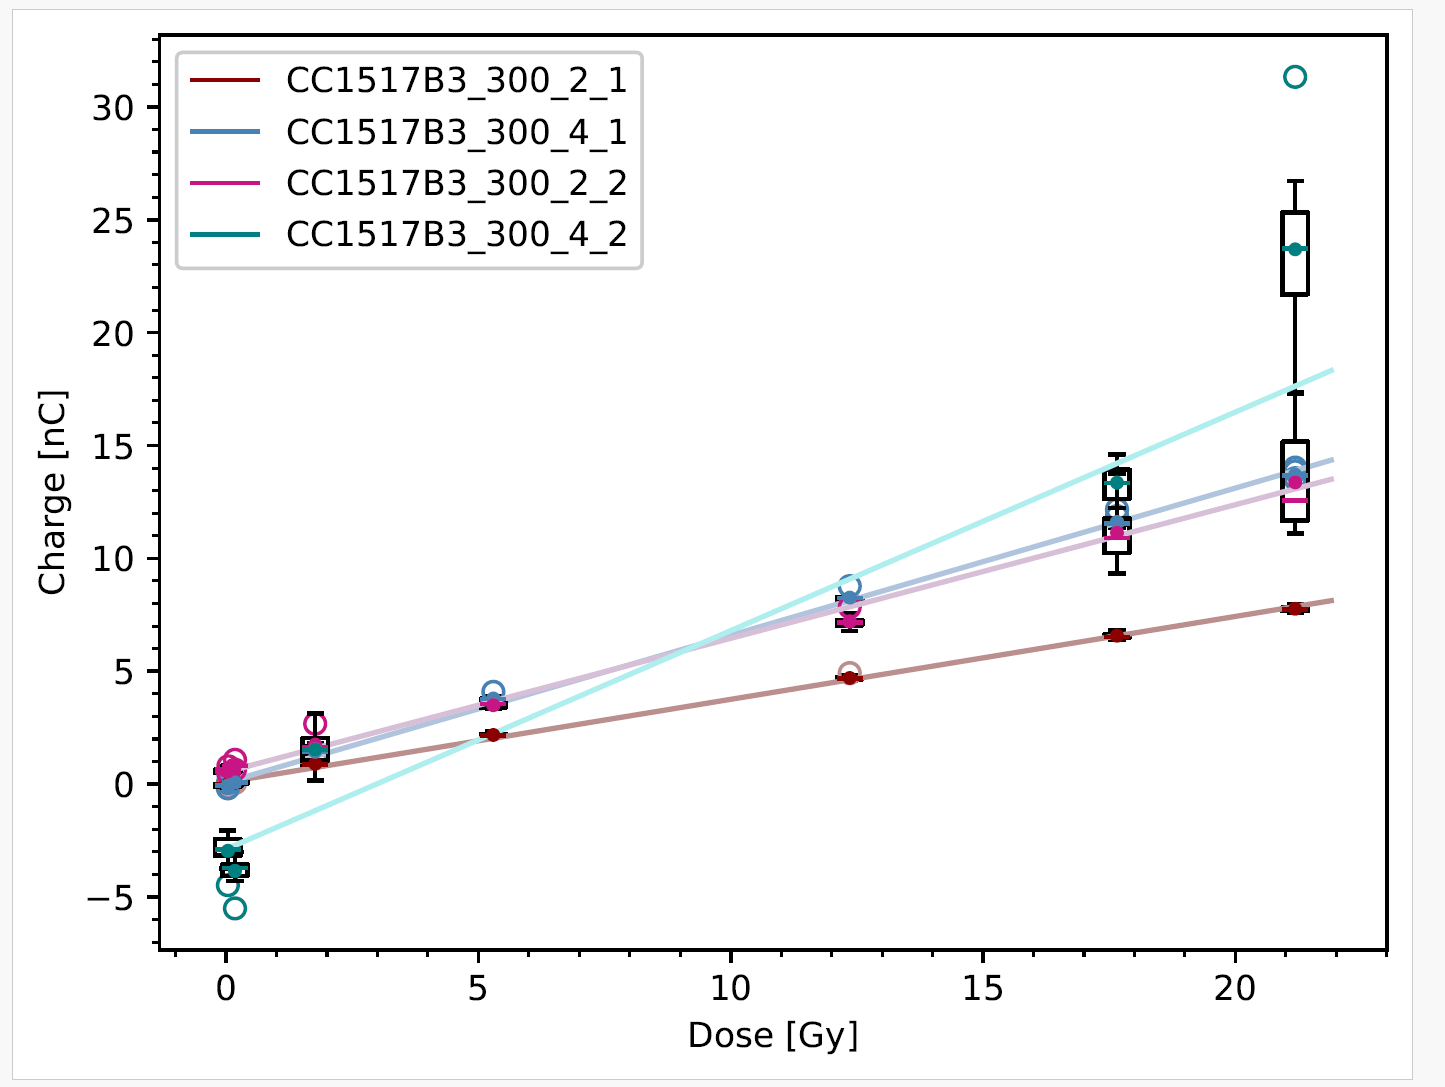 CC1517B3_300_2_1
CC1517B3_300_4_1
CC1517B3_300_2_2
CC1517B3_300_4_2
30
25
20
15
10
5
0
−5
Charge [nC]
0 5 10 15 20
Dose [Gy]